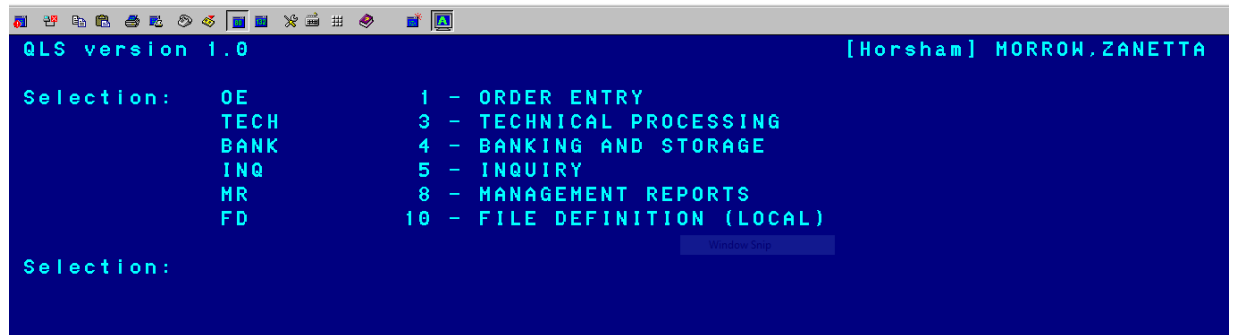 QLS version 1.0 [Horsham] MORROW,ZANETTA
Selection: OE 1 - ORDER ENTRY
TECH 3 - TECHNICAL PROCESSING
BANK 4 - BANKING AND STORAGE
INQ 5 - INQUIRY
MR 8 - MANAGEMENT REPORTS
FD 10 - FILE DEFINITION (LOCAL)
Window Snip
Selection: